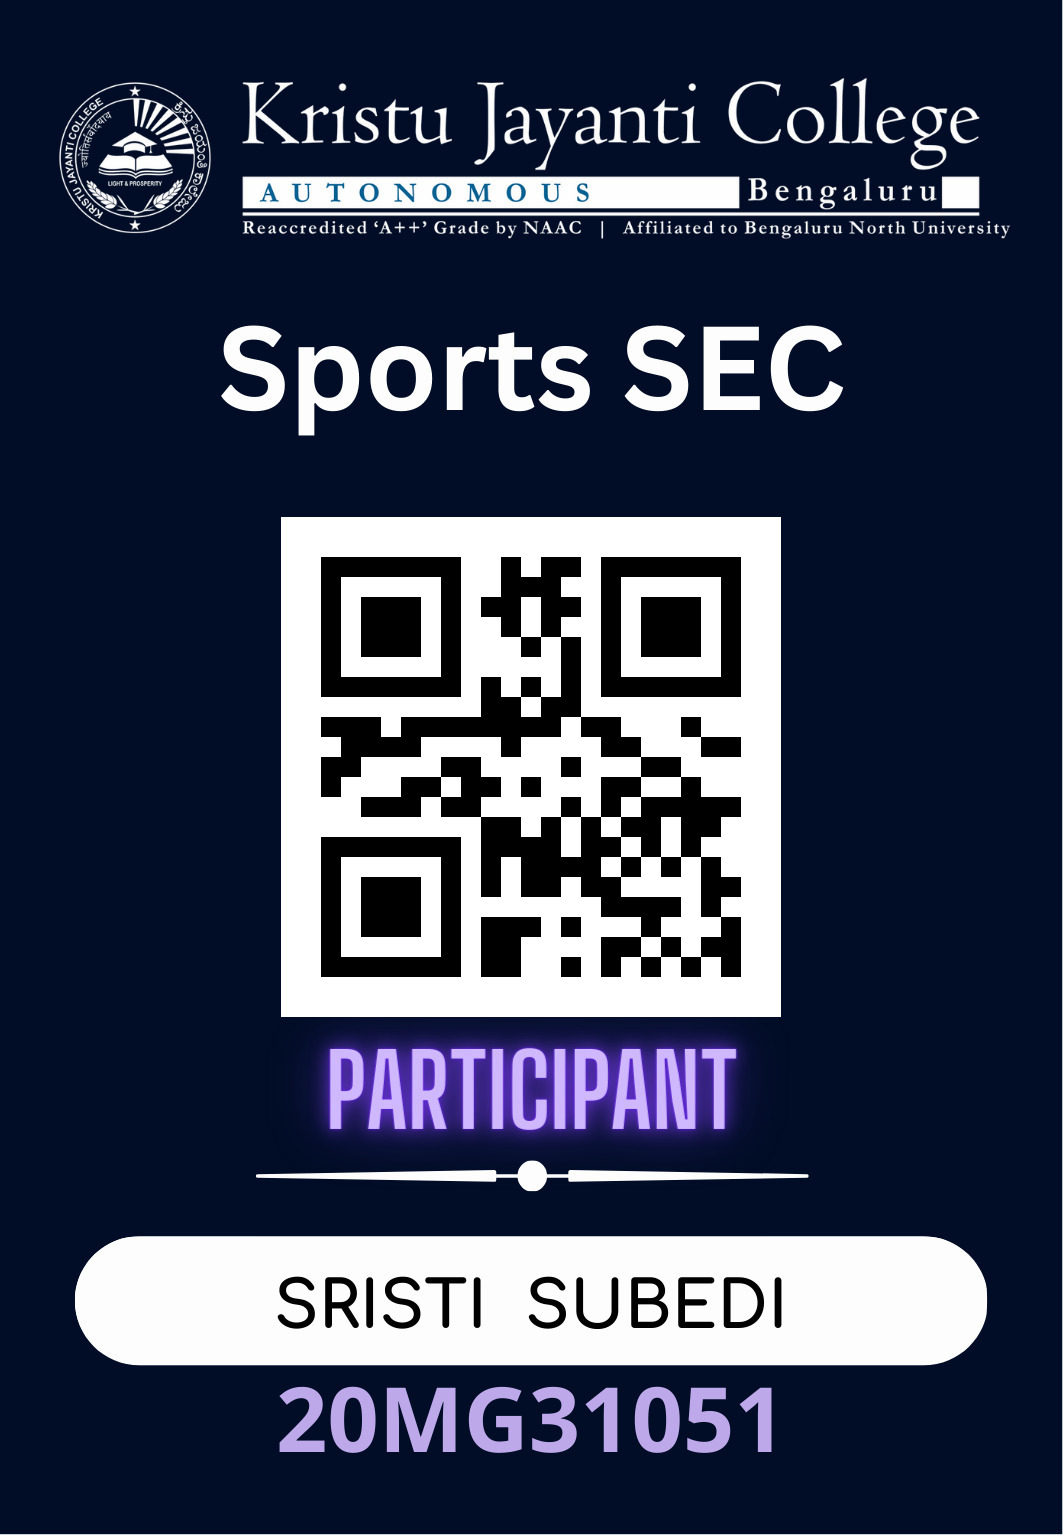 KRISTU JAYANTI COLLEGE
ज्योतिसंवादयाय
LIGHT & PROSPERITY
Kristu Jayanti College
AUTONOMOUS Bengaluru
Reaccredited ‘A++’ Grade by NAAC | Affiliated to Bengaluru North University
Sports SEC
PARTICIPANT
SRISTI SUBEDI
20MG31051